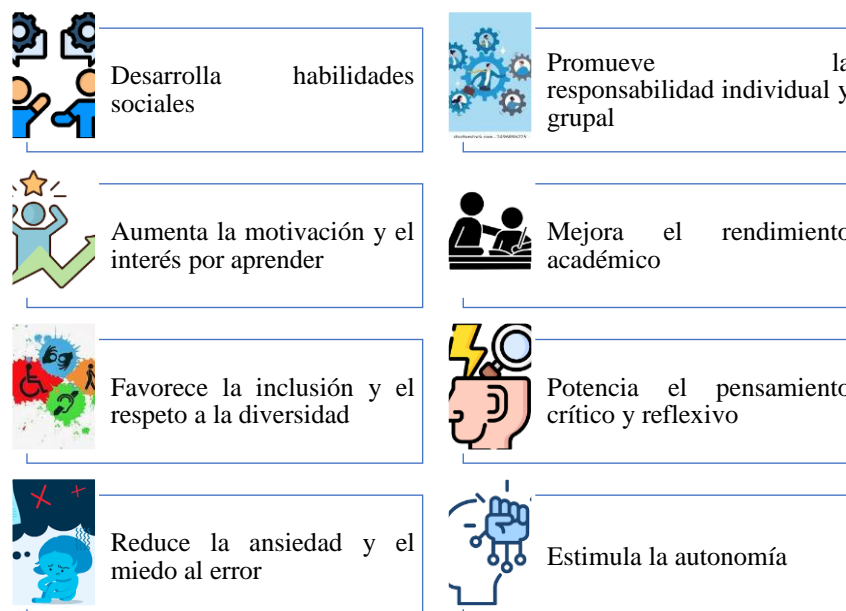 Desarrolla habilidades
sociales
Promueve la
responsabilidad individual y
grupal
Aumenta la motivación y el
interés por aprender
Mejora el rendimiento
académico
Favorece la inclusión y el
respeto a la diversidad
Potencia el pensamiento
crítico y reflexivo
Reduce la ansiedad y el
miedo al error
Estimula la autonomía